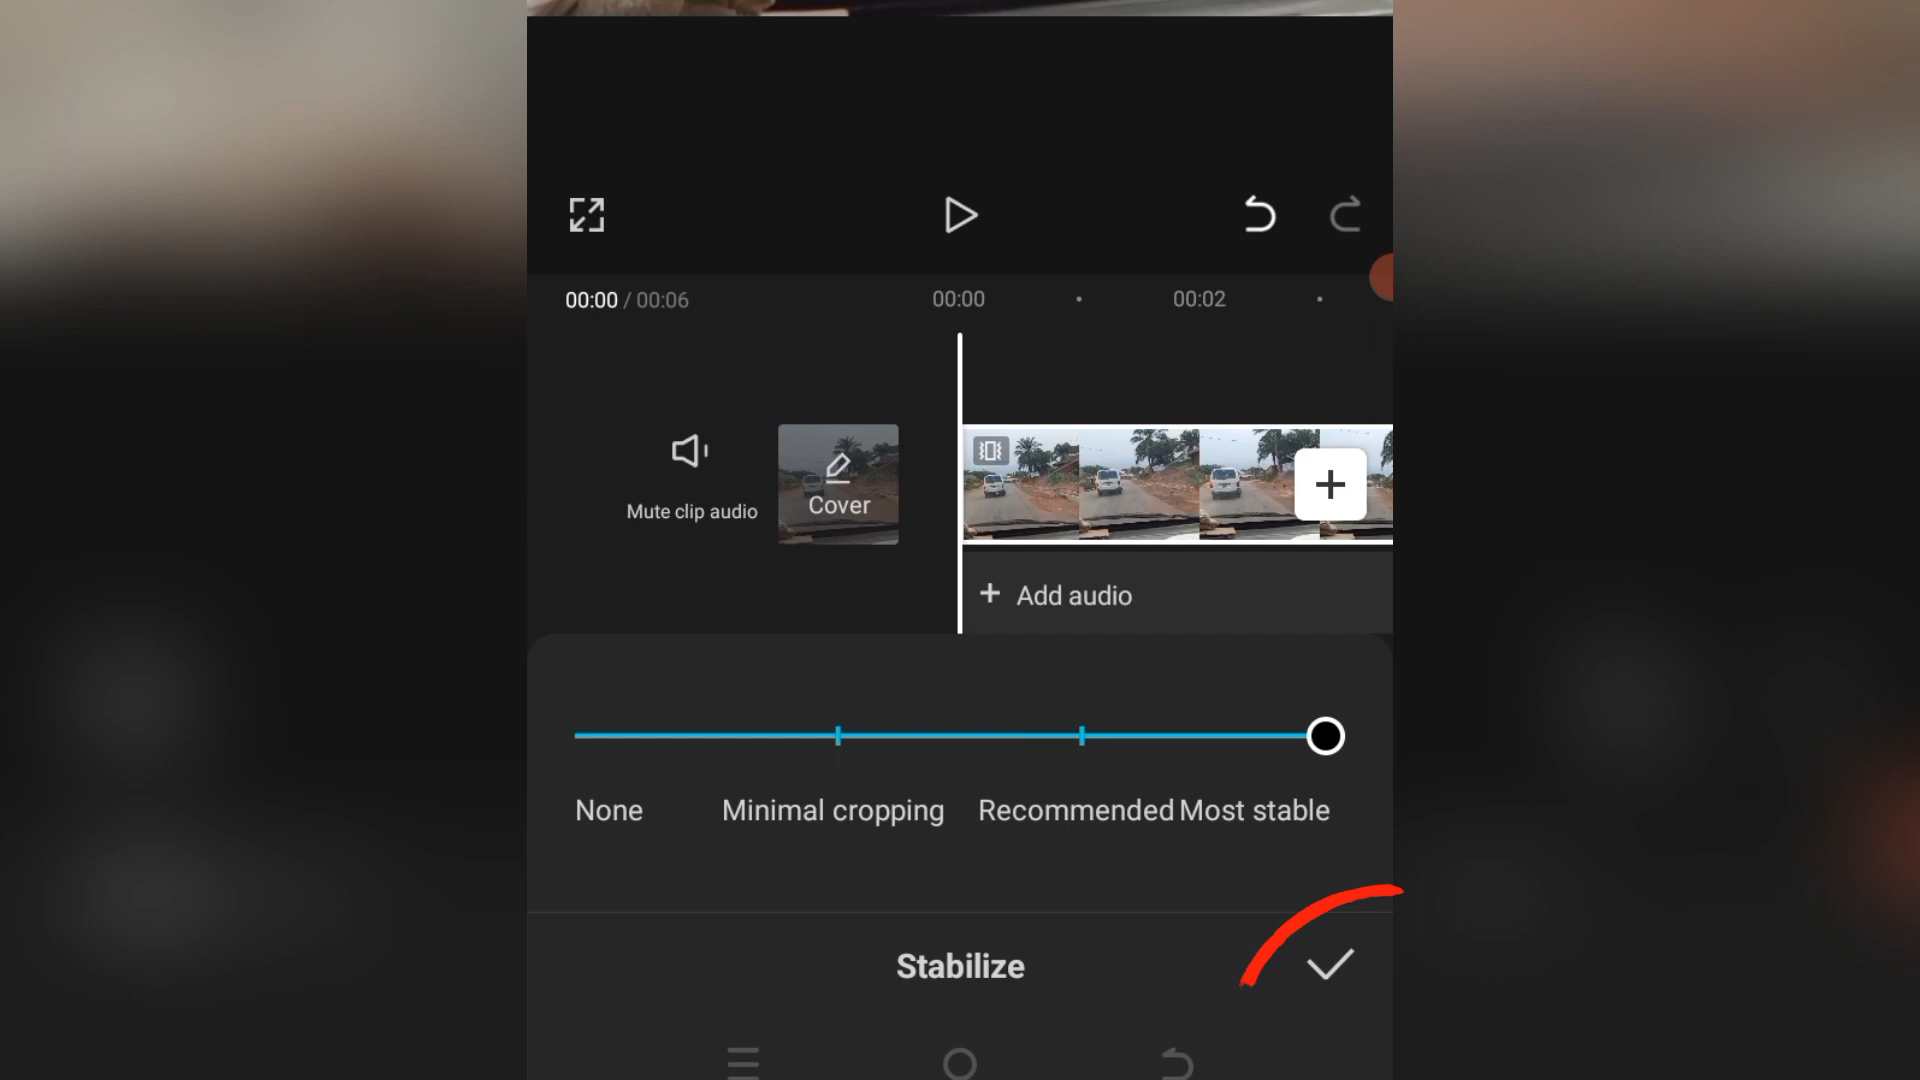 00:00 / 00:06 00:00 00:02
Mute clip audio
Cover
+ Add audio
None Minimal cropping Recommended Most stable
Stabilize